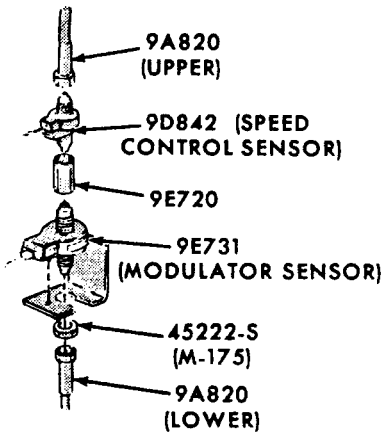 9A820
(UPPER)
9D842 (SPEED
CONTROL SENSOR)
9E720
9E731
(MODULATOR SENSOR)
45222-S
(M-175)
9A820
(LOWER)